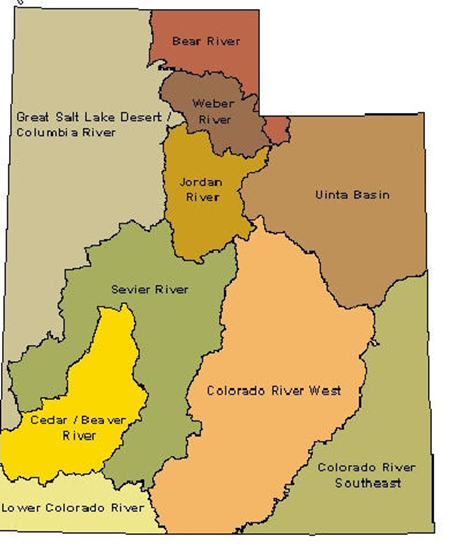 Bear River
Weber
River
Great Salt Lake Desert /
Columbia River
Jordan
River
Uinta Basin
Sevier River
Colorado River West
Cedar / Beaver
River
Colorado River
Southeast
Lower Colorado River